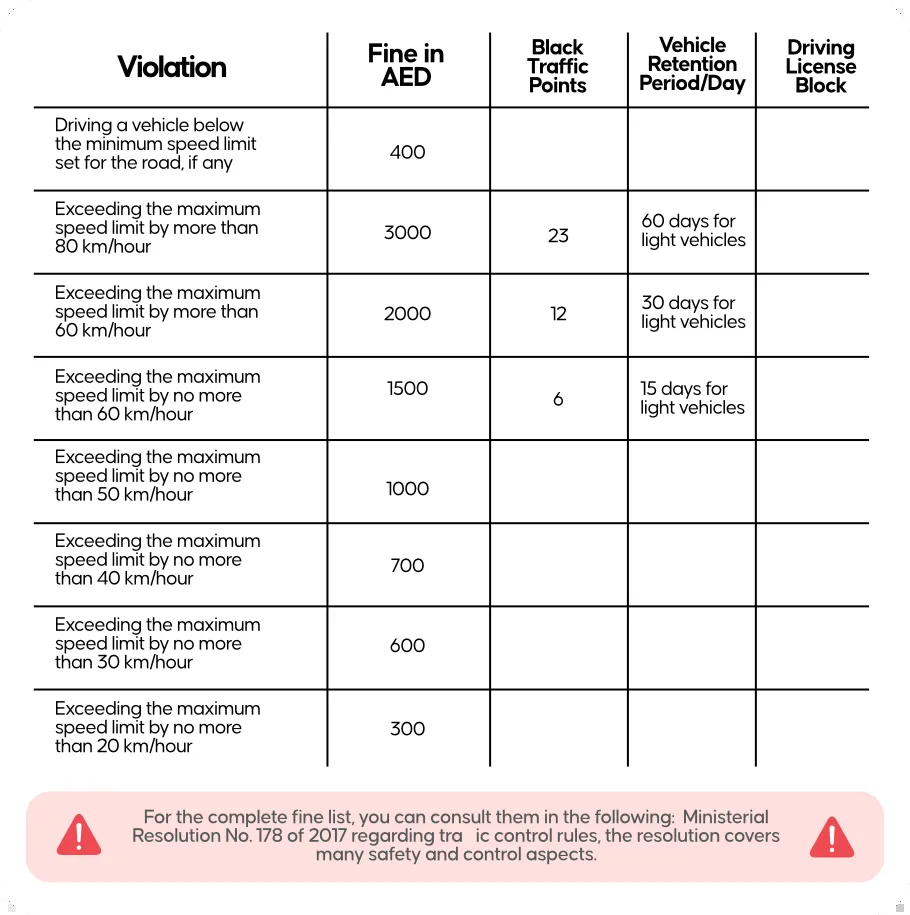 Violation
Fine in
AED
Black
Traffic
Points
Vehicle
Retention
Period/Day
Driving
License
Block
Driving a vehicle below
the minimum speed limit
set for the road, if any
400
Exceeding the maximum
speed limit by more than
80 km/hour
3000
23
60 days for
light vehicles
Exceeding the maximum
speed limit by more than
60 km/hour
2000
12
30 days for
light vehicles
Exceeding the maximum
speed limit by no more
than 60 km/hour
1500
6
15 days for
light vehicles
Exceeding the maximum
speed limit by no more
than 50 km/hour
1000
Exceeding the maximum
speed limit by no more
than 40 km/hour
700
Exceeding the maximum
speed limit by no more
than 30 km/hour
600
Exceeding the maximum
speed limit by no more
than 20 km/hour
300
For the complete fine list, you can consult them in the following: Ministerial
Resolution No. 178 of 2017 regarding tra ic control rules, the resolution covers
many safety and control aspects.